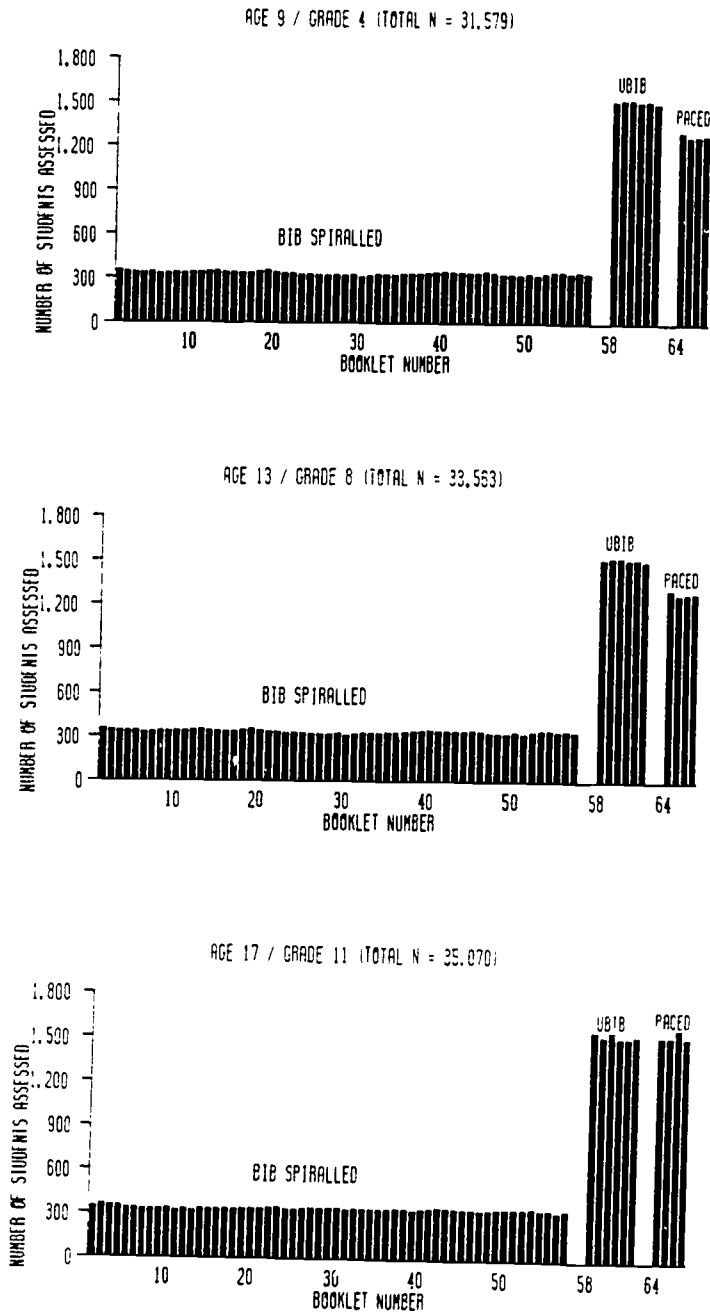 AGE 9 / GRADE 4 (TOTAL N = 31,579)
1.800
1.500
1.200
900
600
300
0
NUMBER OF STUDENTS ASSESSED
UBIB
PACED
BIB SPIRALLED
10 20 30 40 50 58 64
BOOKLET NUMBER
AGE 13 / GRADE 8 (TOTAL N = 33,563)
1.800
1.500
1.200
900
600
300
0
NUMBER OF STUDENTS ASSESSED
UBIB
PACED
BIB SPIRALLED
10 20 30 40 50 58 64
BOOKLET NUMBER
AGE 17 / GRADE 11 (TOTAL N = 35.070)
1.800
1.500
1.200
900
600
300
0
NUMBER OF STUDENTS ASSESSED
UBIB PACED
BIB SPIRALLED
10 20 30 40 50 58 64
BOOKLET NUMBER